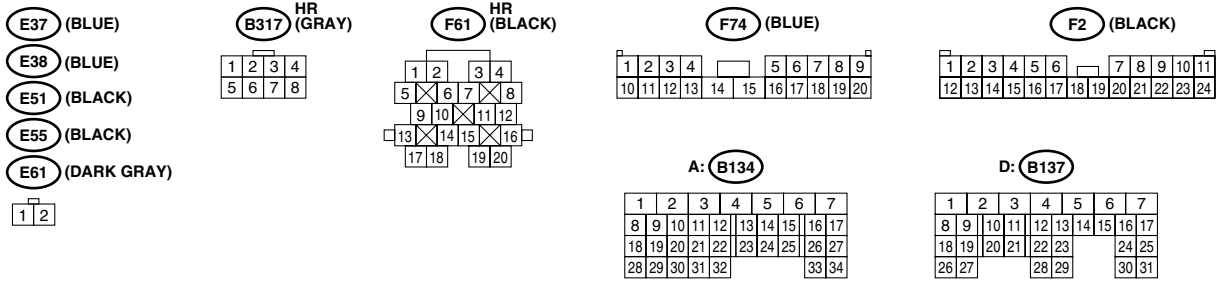 E37 (BLUE)
E38 (BLUE)
E51 (BLACK)
E55 (BLACK)
E61 (DARK GRAY)
1 2
B317 HR (GRAY)
1 2 3 4
5 6 7 8
F61 HR (BLACK)
1 2 3 4
5 6 7 8
9 10 11 12
13 14 15 16
17 18 19 20
F74 (BLUE)
1 2 3 4 5 6 7 8 9
10 11 12 13 14 15 16 17 18 19 20
F2 (BLACK)
1 2 3 4 5 6 7 8 9 10 11
12 13 14 15 16 17 18 19 20 21 22 23 24
A: B134
1 2 3 4 5 6 7
8 9 10 11 12 13 14 15 16 17
18 19 20 21 22 23 24 25 26 27
28 29 30 31 32 33 34
D: B137
1 2 3 4 5 6 7
8 9 10 11 12 13 14 15 16 17
18 19 20 21 22 23 24 25
26 27 28 29 30 31